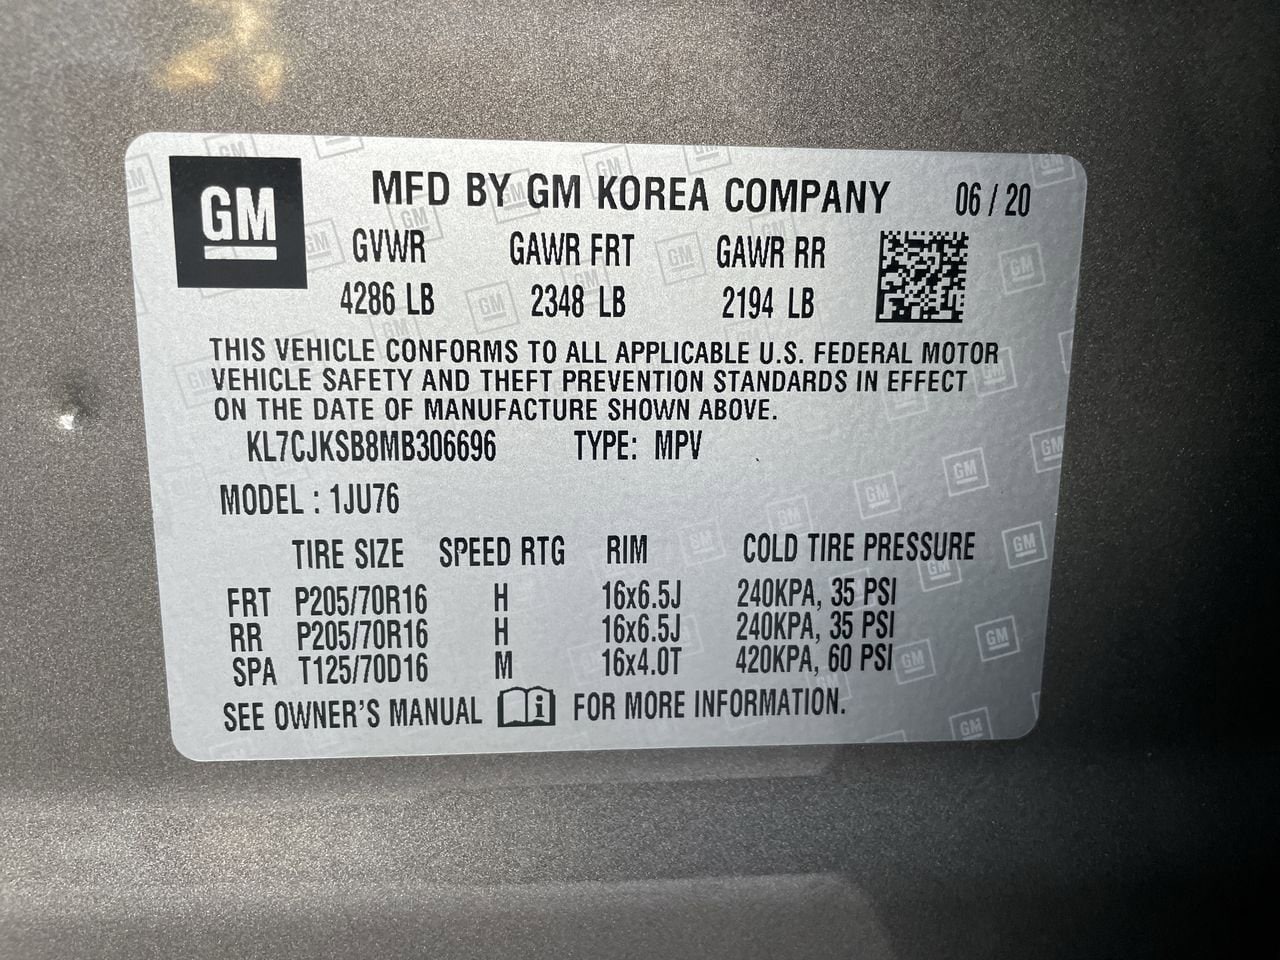 GM MFD BY GM KOREA COMPANY 06 / 20
GVWR GAWR FRT GAWR RR
4286 LB 2348 LB 2194 LB
THIS VEHICLE CONFORMS TO ALL APPLICABLE U.S. FEDERAL MOTOR
VEHICLE SAFETY AND THEFT PREVENTION STANDARDS IN EFFECT
ON THE DATE OF MANUFACTURE SHOWN ABOVE.
KL7CJKSB8MB306696 TYPE: MPV
MODEL : 1JU76
TIRE SIZE SPEED RTG RIM COLD TIRE PRESSURE
FRT P205/70R16 H 16x6.5J 240KPA, 35 PSI
RR P205/70R16 H 16x6.5J 240KPA, 35 PSI
SPA T125/70D16 M 16x4.0T 420KPA, 60 PSI
SEE OWNER'S MANUAL i FOR MORE INFORMATION.